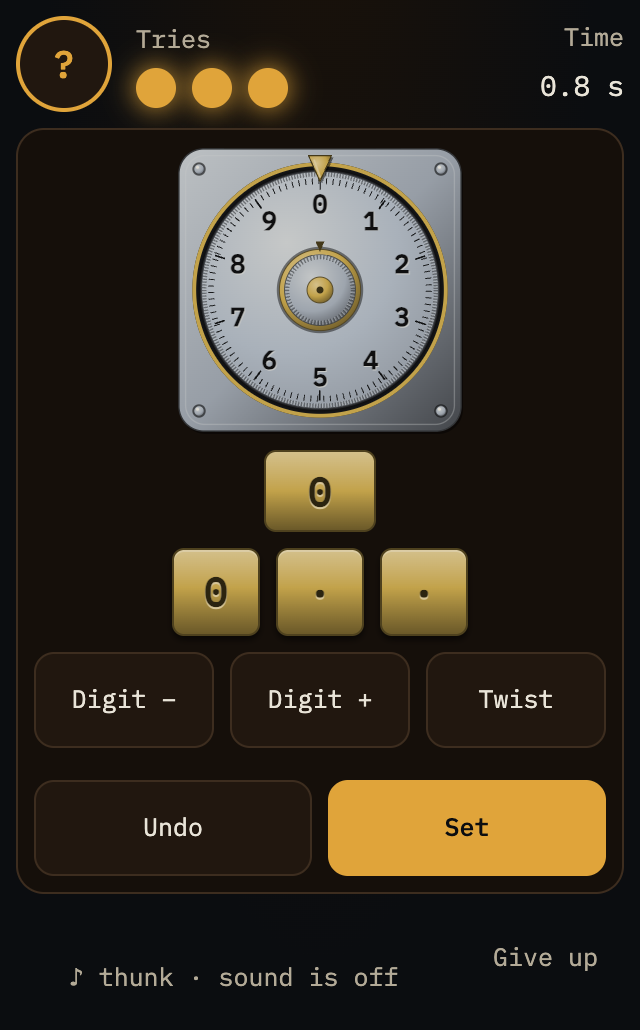 ?
Tries
Time
0.8 s
0
1
2
3
4
5
6
7
8
9
0
0 · ·
Digit − Digit + Twist
Undo Set
♪ thunk · sound is off
Give up